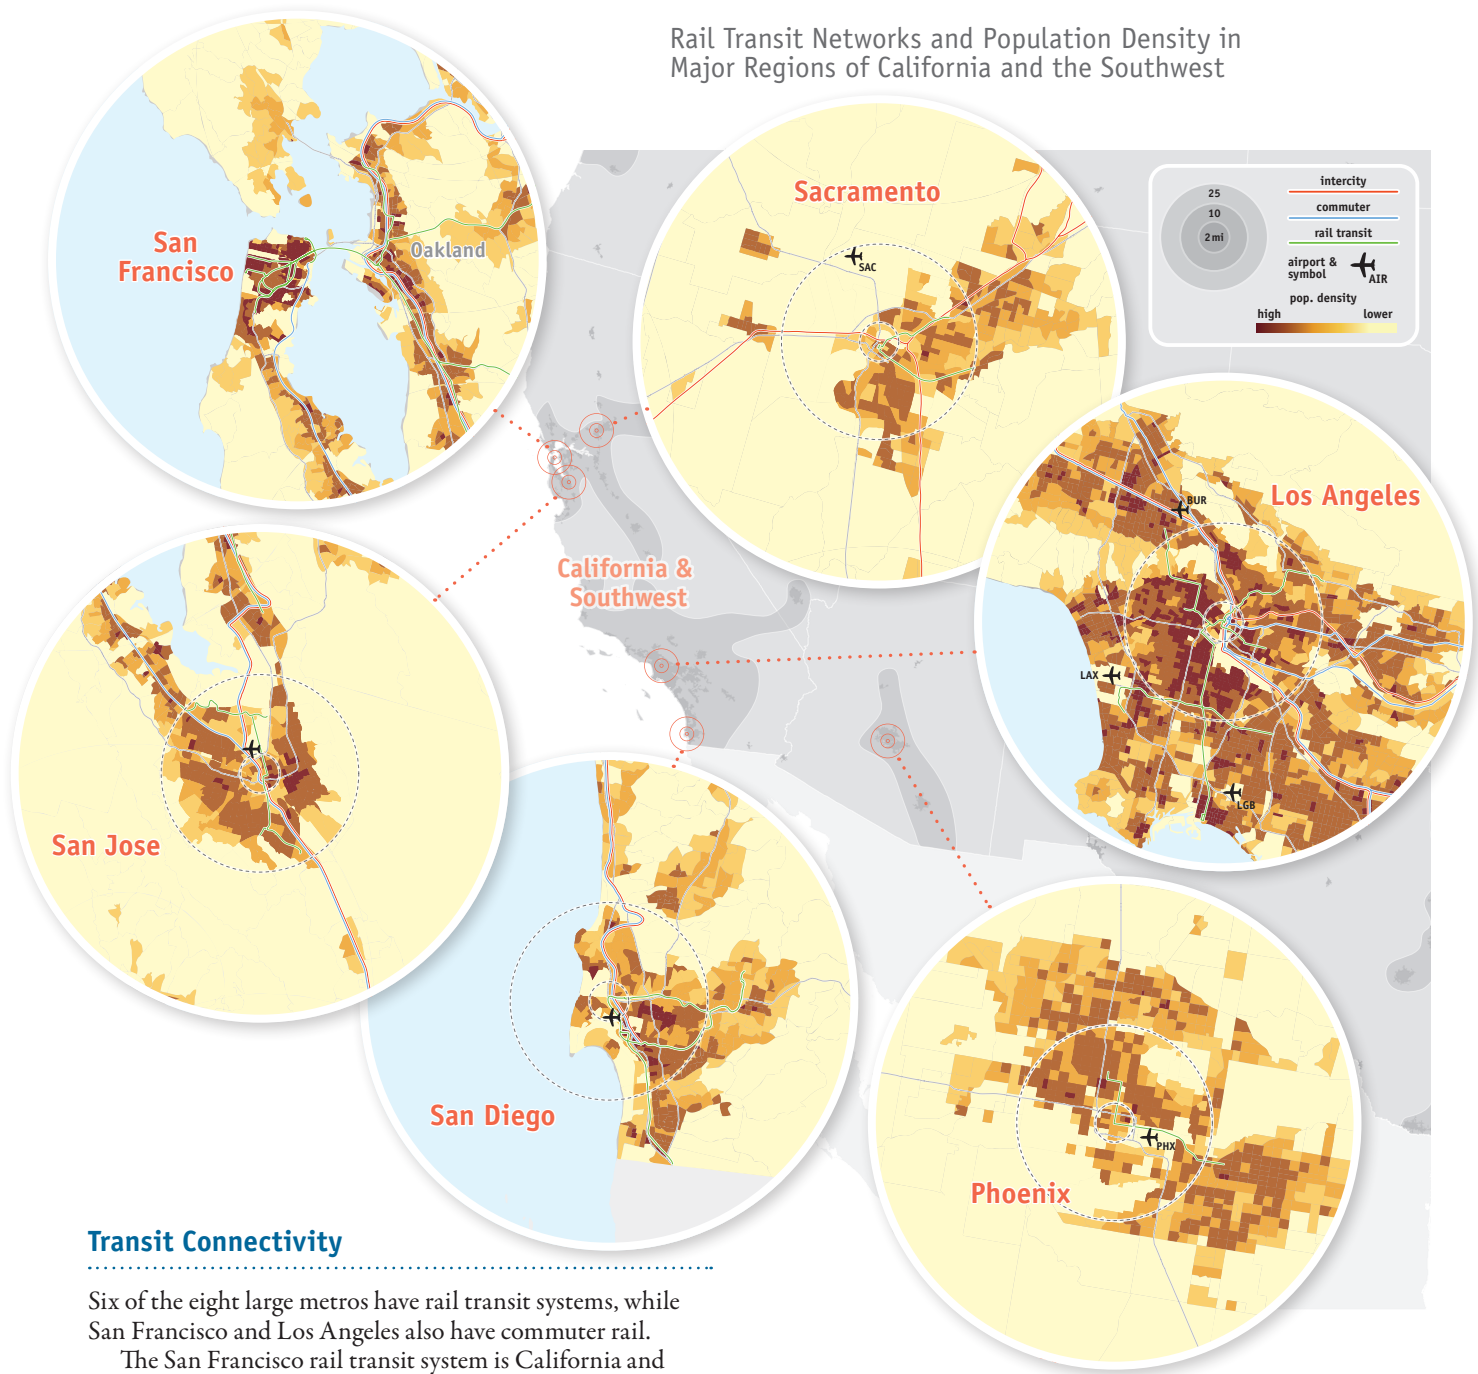 Rail Transit Networks and Population Density in
Major Regions of California and the Southwest
San
Francisco
Oakland
Sacramento
SAC
25
10
2 mi
intercity
commuter
rail transit
airport &
symbol
AIR
pop. density
high
lower
Los Angeles
BUR
LAX
LGB
California &
Southwest
San Jose
San Diego
Phoenix
PHX
Transit Connectivity
Six of the eight large metros have rail transit systems, while
San Francisco and Los Angeles also have commuter rail.
The San Francisco rail transit system is California and